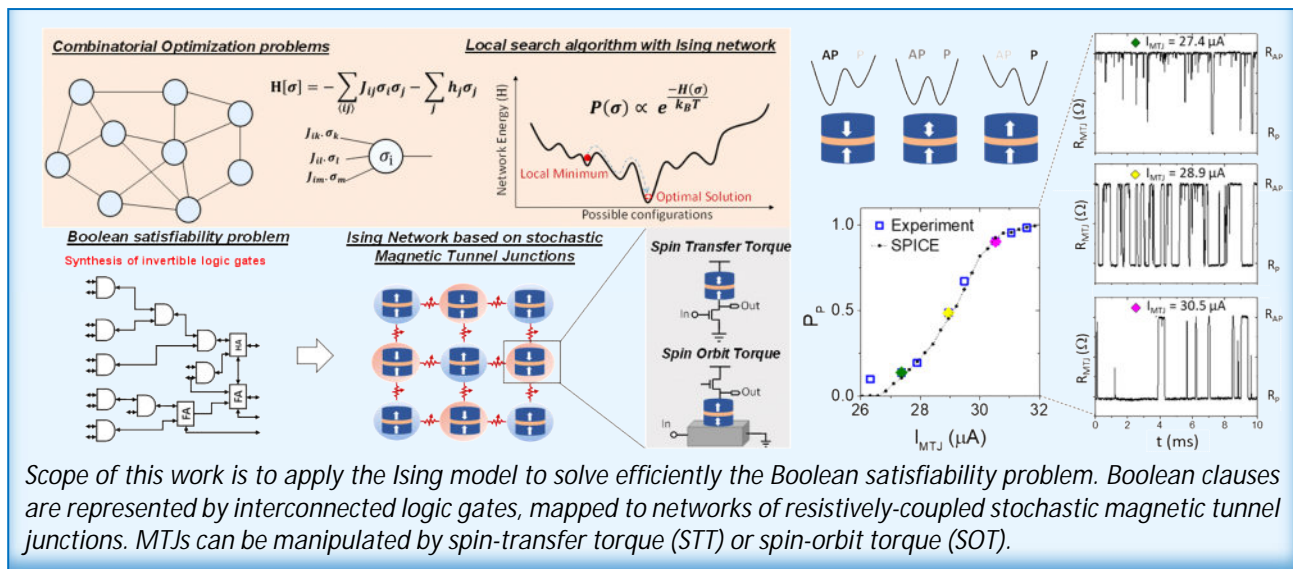 Combinatorial Optimization problems
H[σ] = − ∑⟨ij⟩ Jijσiσj − ∑j hjσj
Jik.σk
Jil.σl
Jim.σm
σi
Local search algorithm with Ising network
Network Energy (H)
P(σ) ∝ e^(−H(σ)/kBT)
Local Minimum
Optimal Solution
Possible configurations
Boolean satisfiability problem
Synthesis of invertible logic gates
HA
FA
FA
Ising Network based on stochastic
Magnetic Tunnel Junctions
Spin Transfer Torque
Out
In
Spin Orbit Torque
Out
In
AP P
AP P
AP P
PP
1.0
0.5
0.0
Experiment
SPICE
26 28 30 32
IMTJ (μA)
IMTJ = 27.4 μA
RMTJ (Ω)
RAP
RP
IMTJ = 28.9 μA
RMTJ (Ω)
RAP
RP
IMTJ = 30.5 μA
RMTJ (Ω)
RAP
RP
0 2 4 6 8 10
t (ms)
Scope of this work is to apply the Ising model to solve efficiently the Boolean satisfiability problem. Boolean clauses
are represented by interconnected logic gates, mapped to networks of resistively-coupled stochastic magnetic tunnel
junctions. MTJs can be manipulated by spin-transfer torque (STT) or spin-orbit torque (SOT).